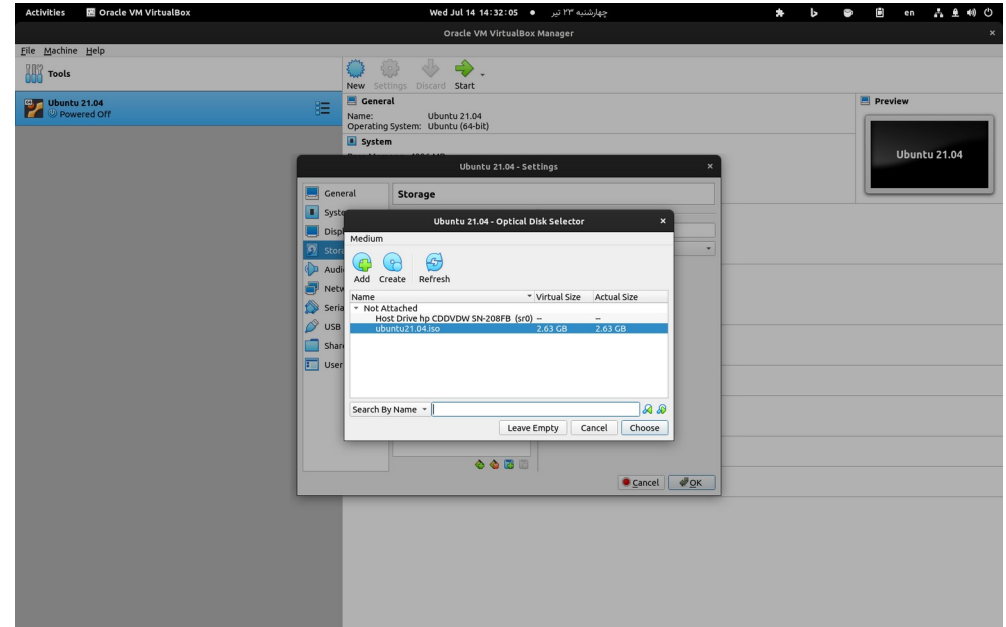 Activities Oracle VM VirtualBox Wed Jul 14 14:32:05 ● چهارشنبه ۲۳ تیر en
Oracle VM VirtualBox Manager ×
File Machine Help
Tools
New Settings Discard Start
Ubuntu 21.04
Powered Off
General
Name: Ubuntu 21.04
Operating System: Ubuntu (64-bit)
System
Preview
Ubuntu 21.04
Ubuntu 21.04 - Settings ×
General
Syste
Displ
Stor
Audi
Netw
Seria
USB
Shar
User
Storage
Ubuntu 21.04 - Optical Disk Selector ×
Medium
Add Create Refresh
Name Virtual Size Actual Size
Not Attached
Host Drive hp CDDVDW SN-208FB (sr0) -- --
ubuntu21.04.iso 2.63 GB 2.63 GB
Search By Name
Leave Empty Cancel Choose
Cancel OK